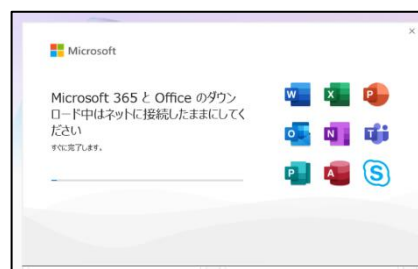 Microsoft
Microsoft 365 と Office のダウン
ロード中はネットに接続したままにしてく
ださい
すぐに完了します。
W
X
P
O
N
T
P
A
S